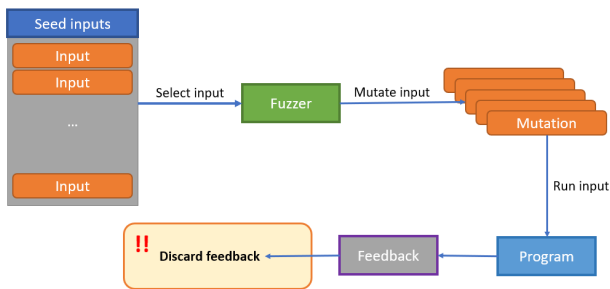 Seed inputs
Input
Input
...
Input
Select input
Fuzzer
Mutate input
Mutation
Run input
Program
Feedback
!! Discard feedback